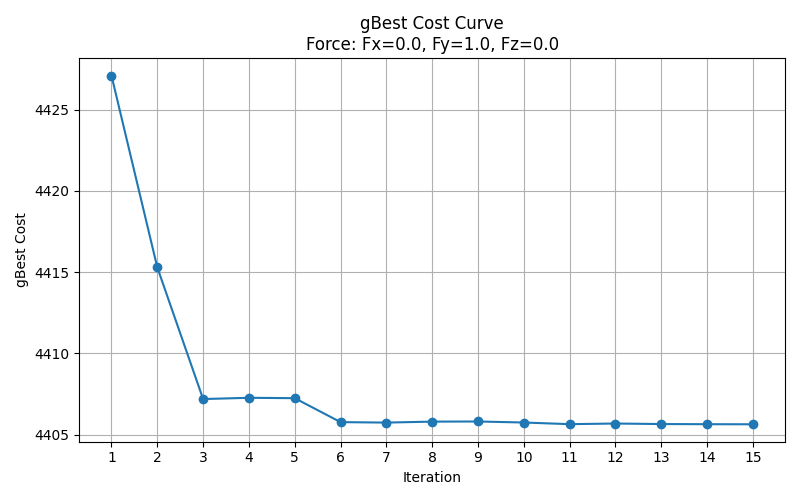 gBest Cost Curve
Force: Fx=0.0, Fy=1.0, Fz=0.0
gBest Cost
4425
4420
4415
4410
4405
1 2 3 4 5 6 7 8 9 10 11 12 13 14 15
Iteration